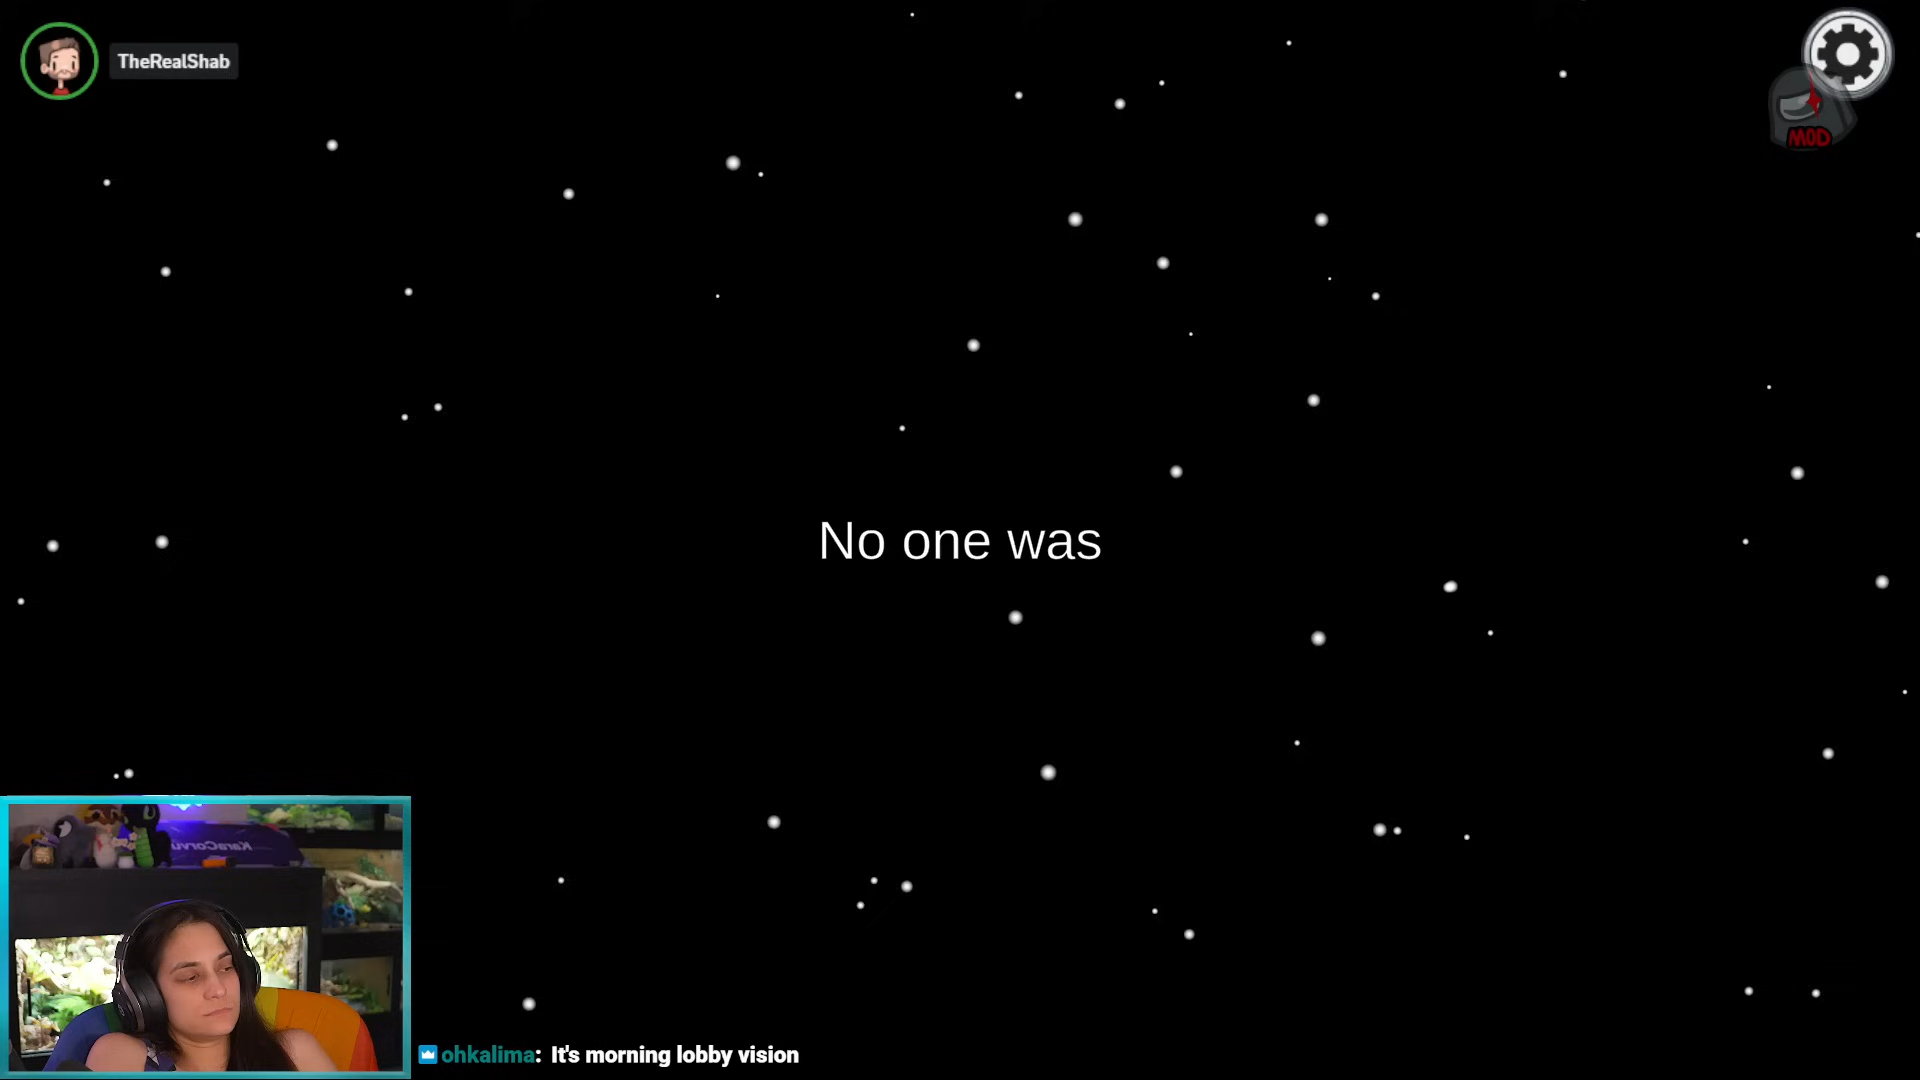 TheRealShab
MOD
No one was
ohkalima: It's morning lobby vision